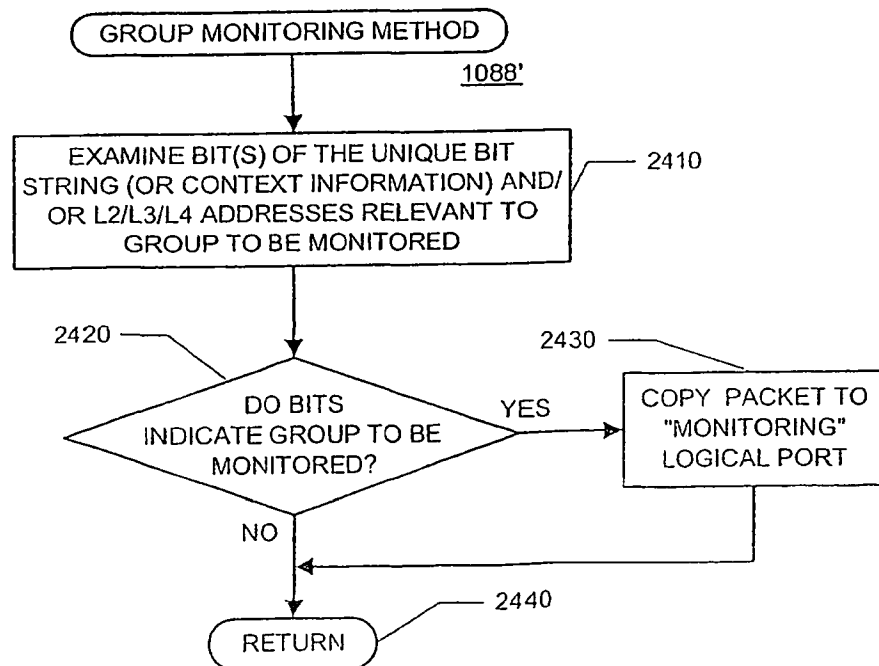 GROUP MONITORING METHOD
1088'
EXAMINE BIT(S) OF THE UNIQUE BIT
STRING (OR CONTEXT INFORMATION) AND/
OR L2/L3/L4 ADDRESSES RELEVANT TO
GROUP TO BE MONITORED
2410
2420
DO BITS
INDICATE GROUP TO BE
MONITORED?
YES
2430
COPY PACKET TO
"MONITORING"
LOGICAL PORT
NO
RETURN
2440